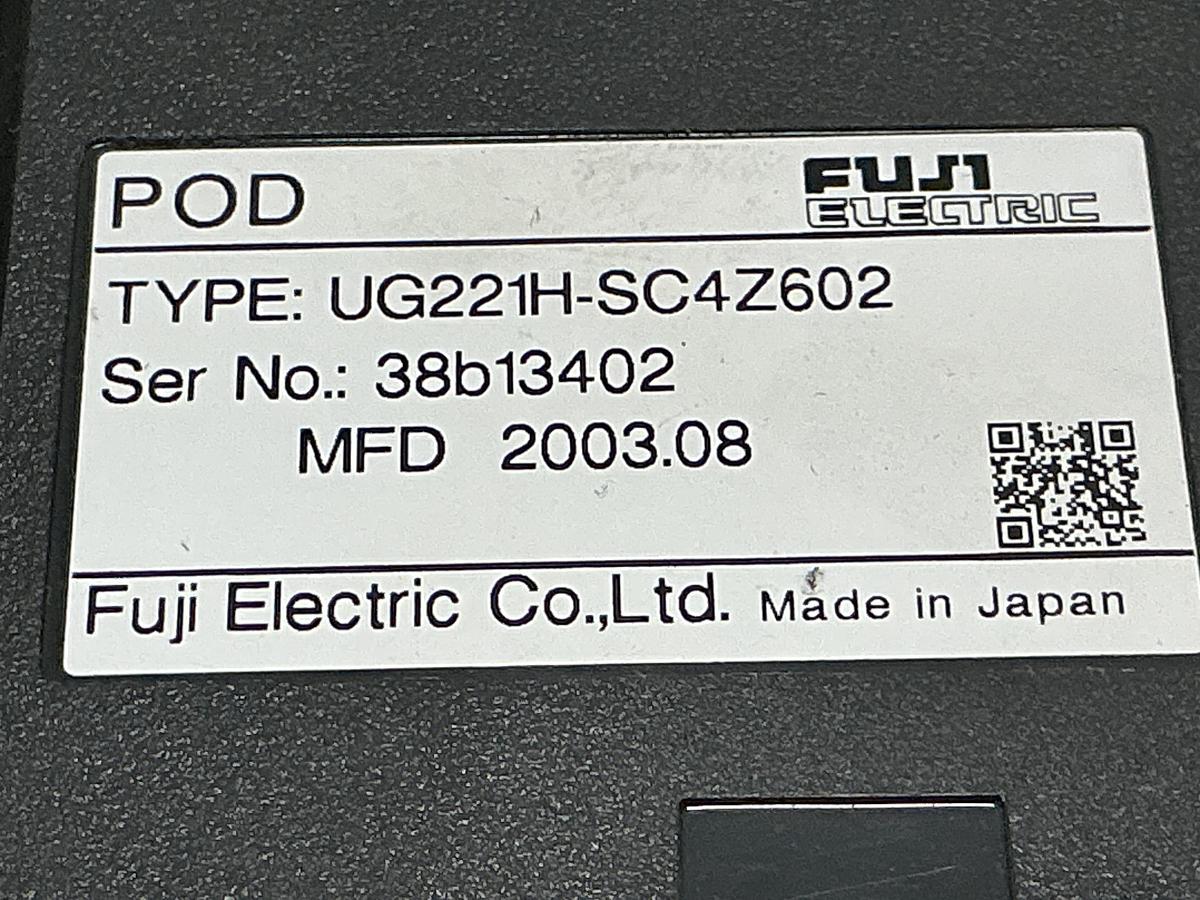 POD
FUJI
ELECTRIC
TYPE: UG221H-SC4Z602
Ser No.: 38b13402
MFD 2003.08
Fuji Electric Co.,Ltd. Made in Japan